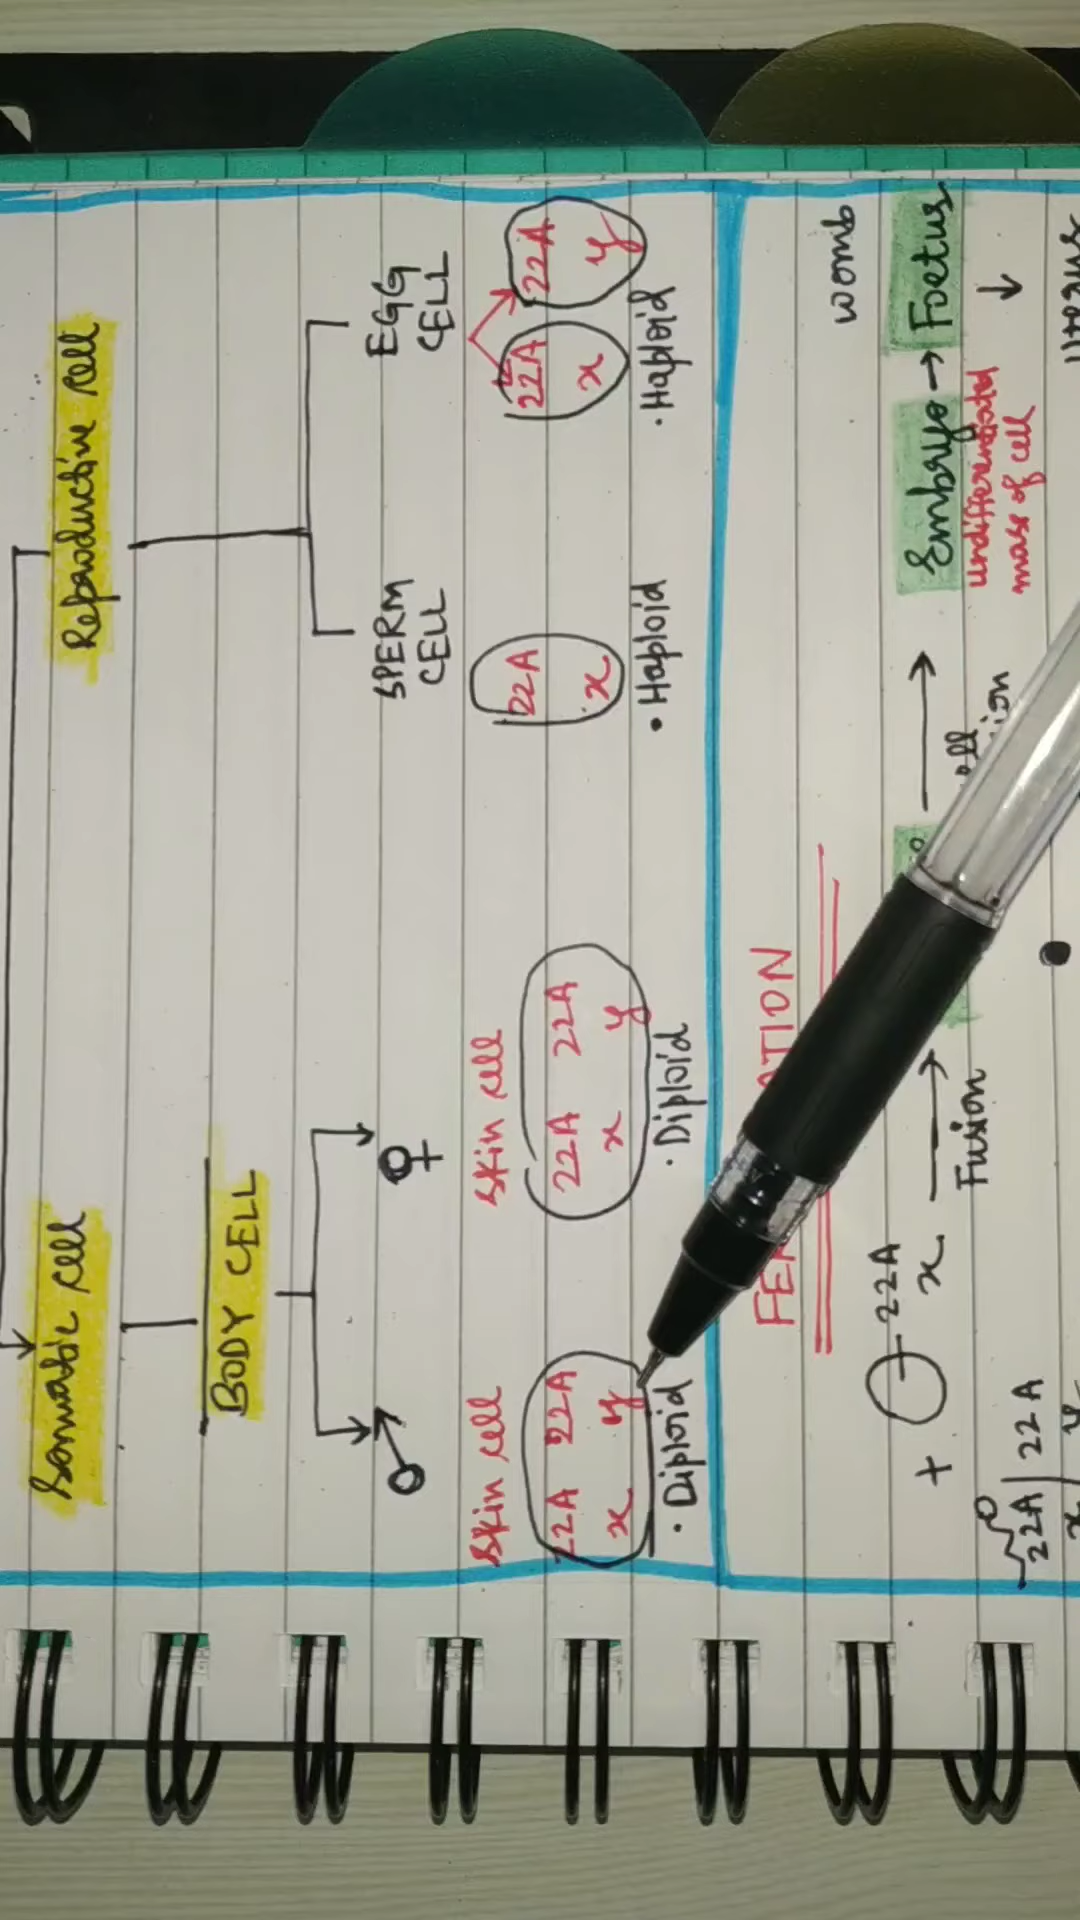 Somatic cell
Reproductive cell
BODY CELL
SPERM
CELL
EGG
CELL
Skin cell
Skin cell
22A 22A
x y
22A 22A
x y
22A
x
22A 22A
x y
• Diploid
• Diploid
• Haploid
• Haploid
womb
+ 22A
x
Fusion
Embryo → Foetus
undifferentiated
mass of cell
22A 22A
x y